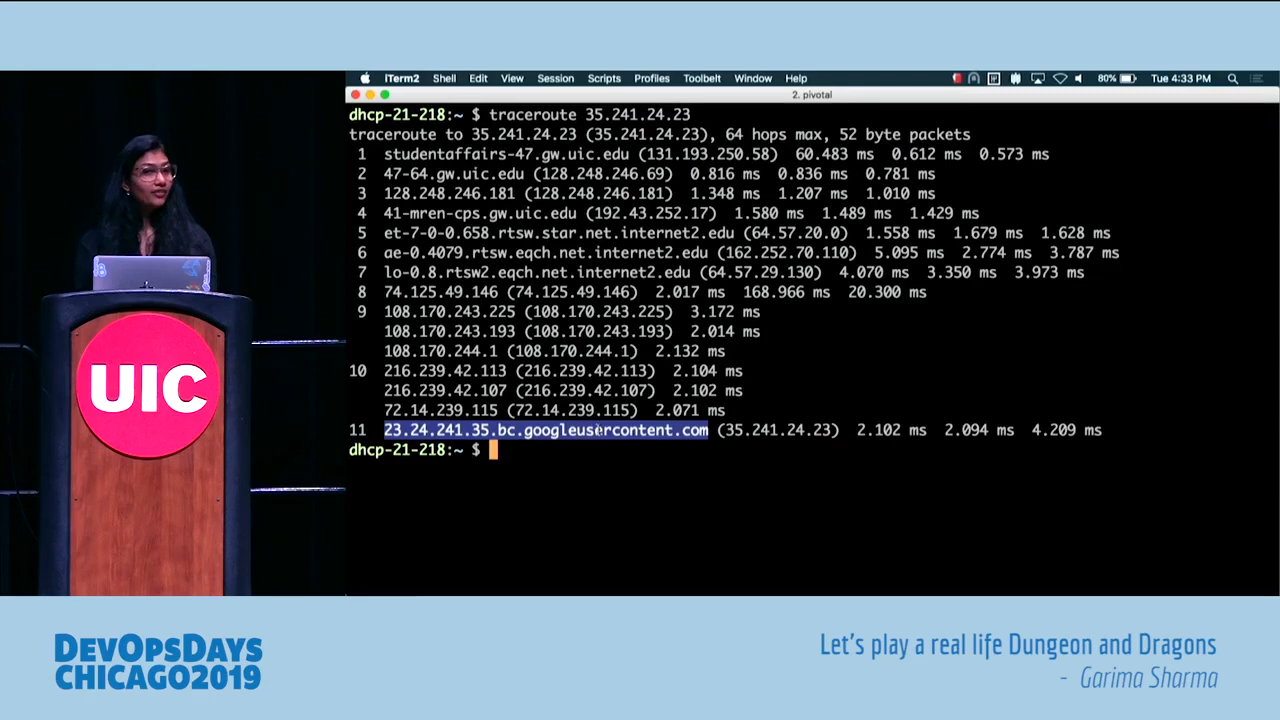 iTerm2 Shell Edit View Session Scripts Profiles Toolbelt Window Help 80% Tue 4:33 PM
2. pivotal
dhcp-21-218:~ $ traceroute 35.241.24.23
traceroute to 35.241.24.23 (35.241.24.23), 64 hops max, 52 byte packets
1 studentaffairs-47.gw.uic.edu (131.193.250.58) 60.483 ms 0.612 ms 0.573 ms
2 47-64.gw.uic.edu (128.248.246.69) 0.816 ms 0.836 ms 0.781 ms
3 128.248.246.181 (128.248.246.181) 1.348 ms 1.207 ms 1.010 ms
4 41-mren-cps.gw.uic.edu (192.43.252.17) 1.580 ms 1.489 ms 1.429 ms
5 et-7-0-0.658.rtsw.star.net.internet2.edu (64.57.20.0) 1.558 ms 1.679 ms 1.628 ms
6 ae-0.4079.rtsw.eqch.net.internet2.edu (162.252.70.110) 5.095 ms 2.774 ms 3.787 ms
7 lo-0.8.rtsw2.eqch.net.internet2.edu (64.57.29.130) 4.070 ms 3.350 ms 3.973 ms
8 74.125.49.146 (74.125.49.146) 2.017 ms 168.966 ms 20.300 ms
9 108.170.243.225 (108.170.243.225) 3.172 ms
108.170.243.193 (108.170.243.193) 2.014 ms
108.170.244.1 (108.170.244.1) 2.132 ms
10 216.239.42.113 (216.239.42.113) 2.104 ms
216.239.42.107 (216.239.42.107) 2.102 ms
72.14.239.115 (72.14.239.115) 2.071 ms
11 23.24.241.35.bc.googleusercontent.com (35.241.24.23) 2.102 ms 2.094 ms 4.209 ms
dhcp-21-218:~ $
UIC
DevOpsDays
CHICAGO2019
Let's play a real life Dungeon and Dragons
- Garima Sharma